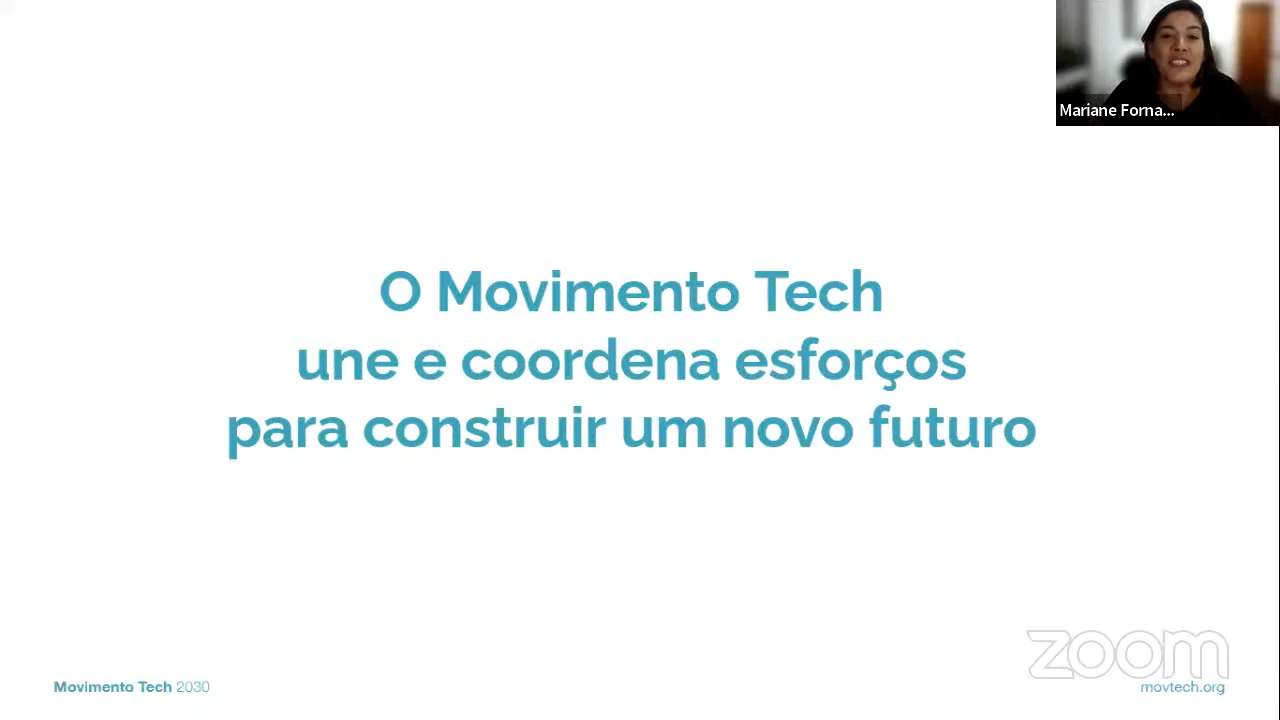 Mariane Forna...
O Movimento Tech
une e coordena esforços
para construir um novo futuro
zoom
Movimento Tech 2030
movtech.org